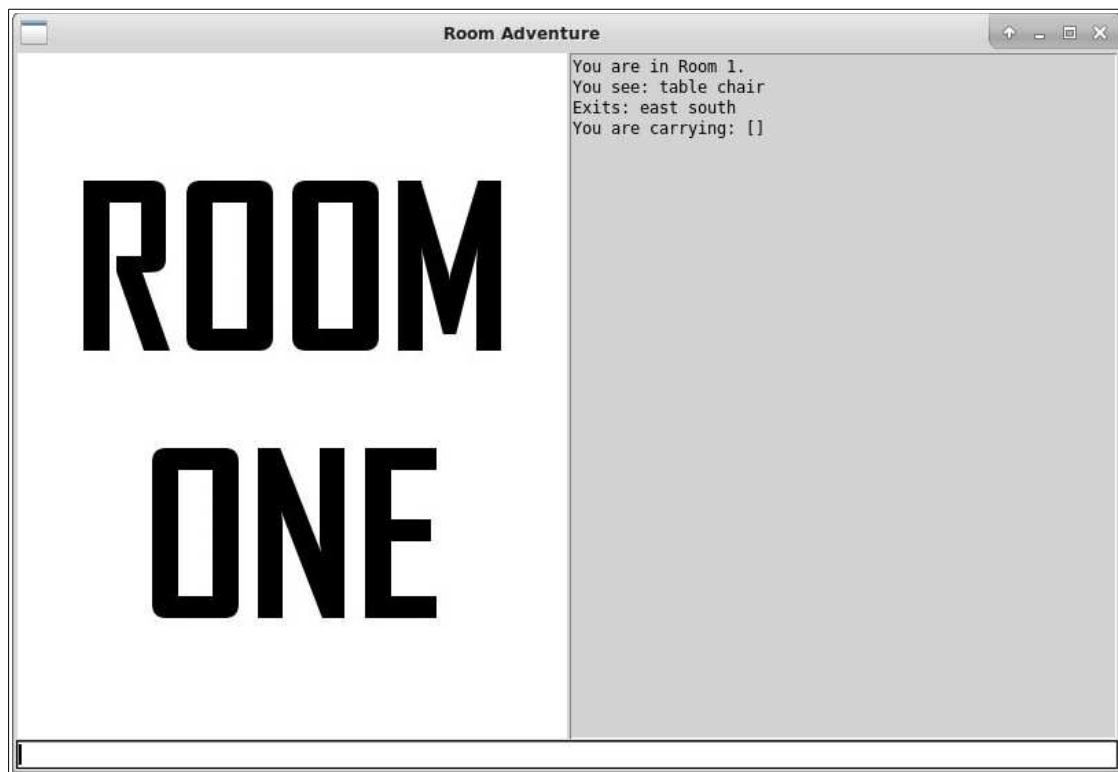 Room Adventure
ROOM
ONE
You are in Room 1.
You see: table chair
Exits: east south
You are carrying: []